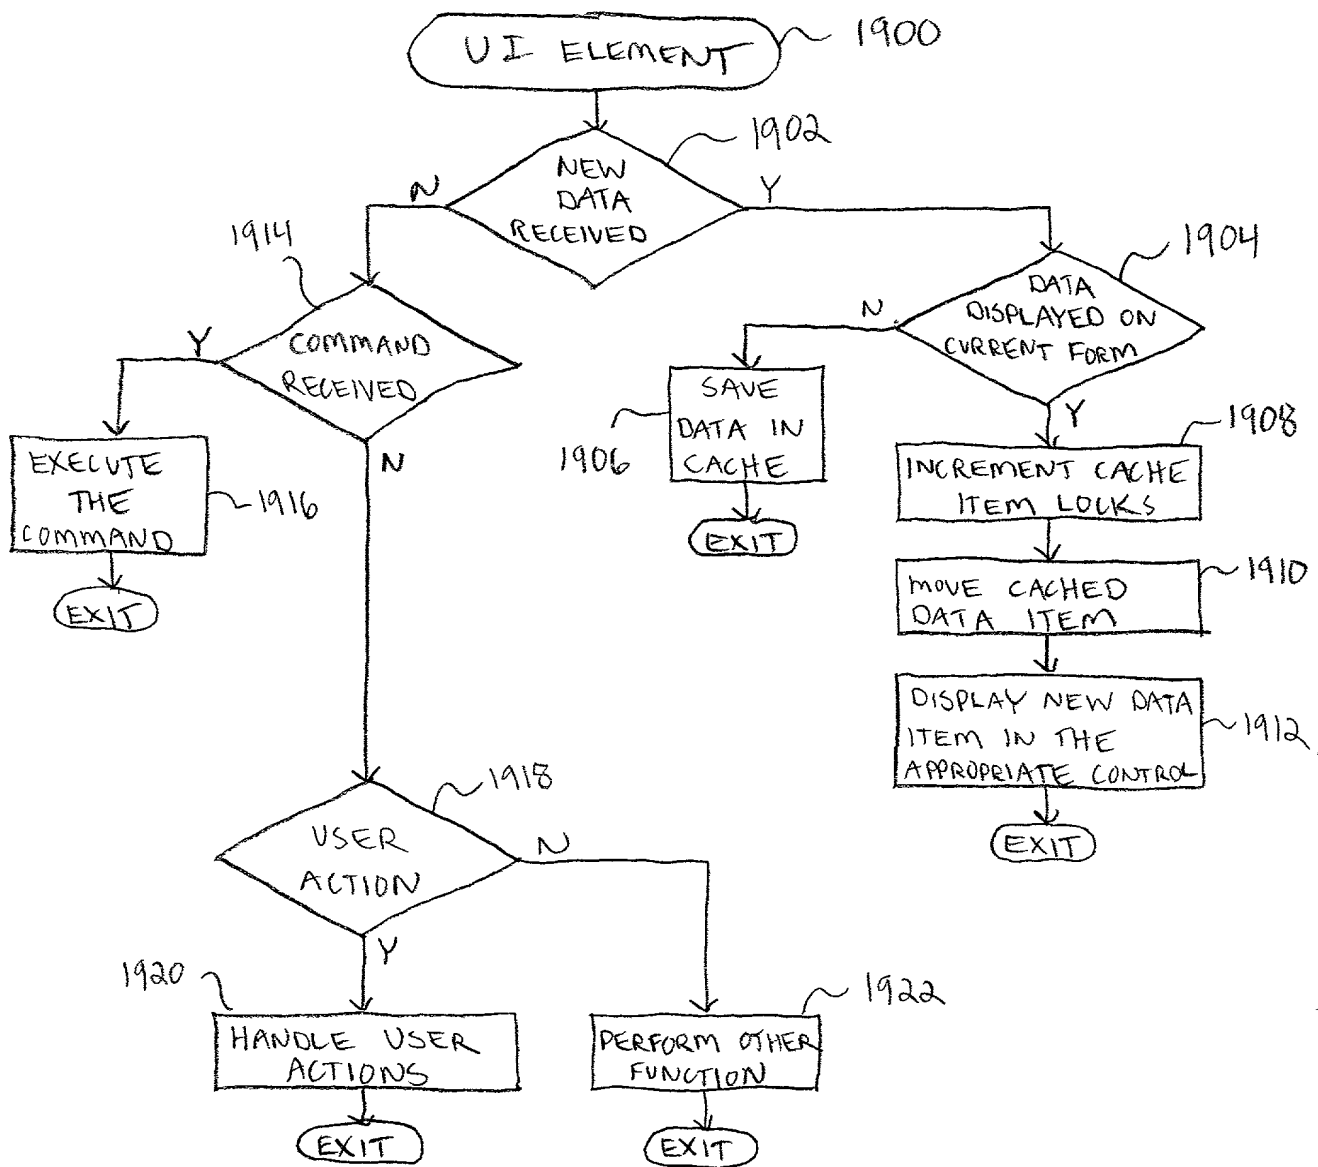 UI ELEMENT
1900
1902
NEW
DATA
RECEIVED
N
Y
1914
COMMAND
RECEIVED
Y
N
EXECUTE
THE
COMMAND
1916
EXIT
1904
DATA
DISPLAYED ON
CURRENT FORM
N
Y
SAVE
DATA IN
CACHE
1906
EXIT
1908
INCREMENT CACHE
ITEM LOCKS
1910
MOVE CACHED
DATA ITEM
DISPLAY NEW DATA
ITEM IN THE
APPROPRIATE CONTROL
1912
EXIT
1918
USER
ACTION
N
Y
1920
HANDLE USER
ACTIONS
EXIT
1922
PERFORM OTHER
FUNCTION
EXIT